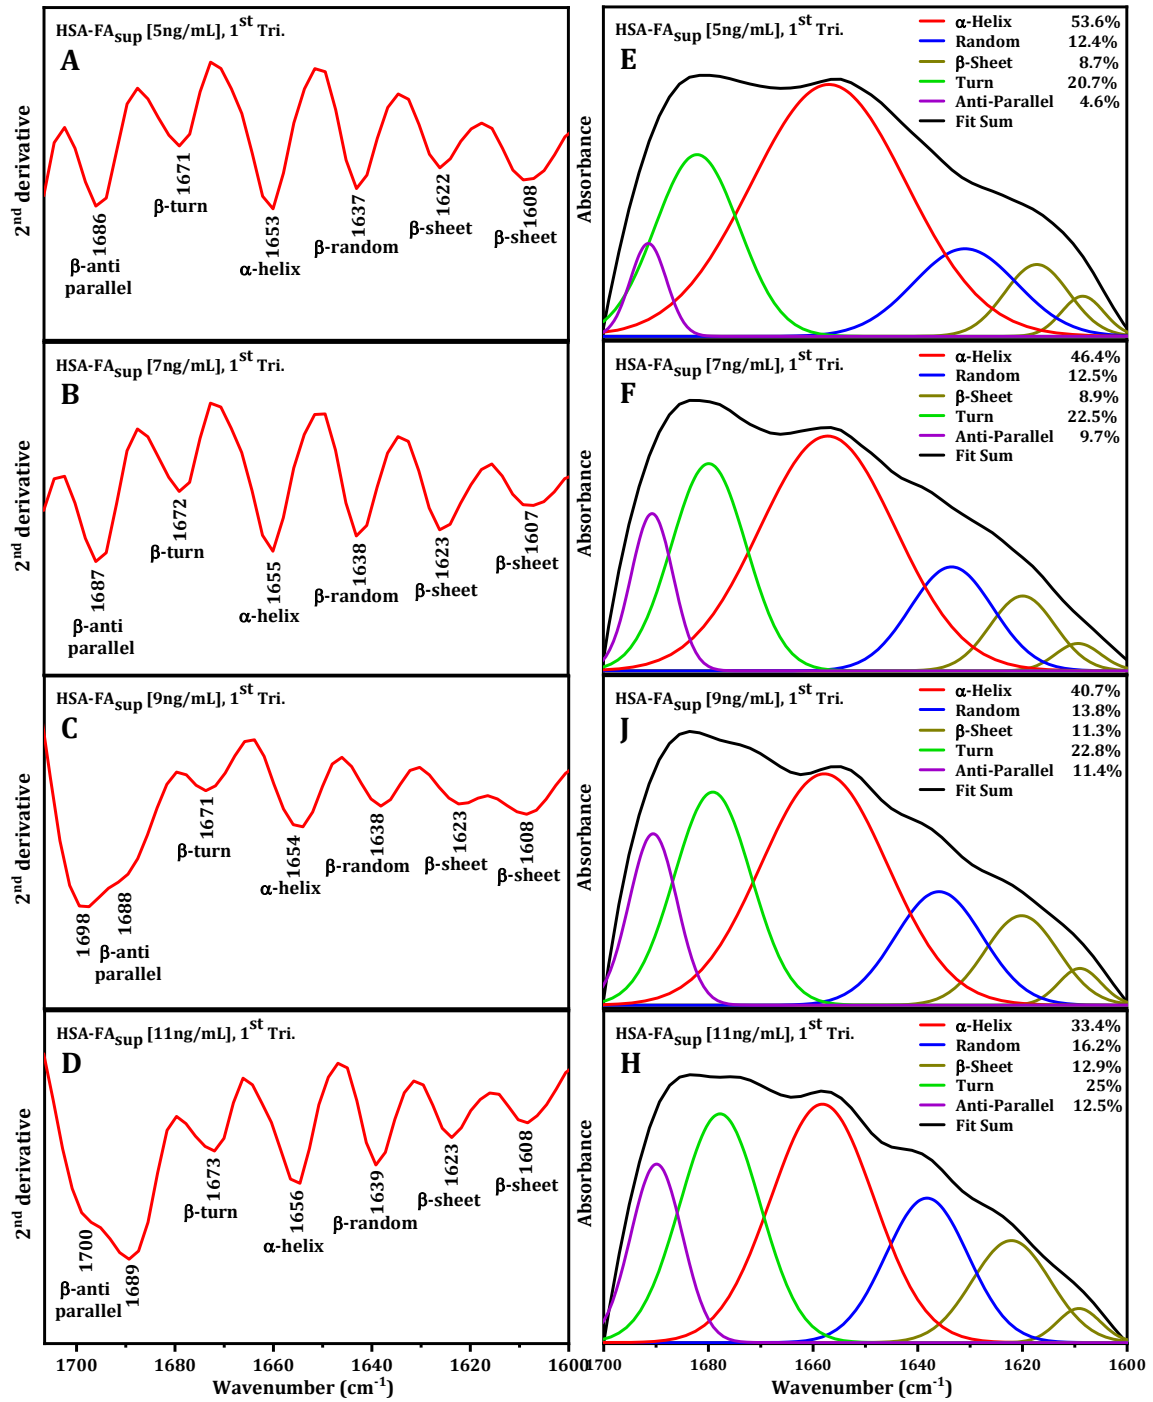 HSA-FAsup [5ng/mL], 1st Tri.
A
2nd derivative
1686
β-anti
parallel
1671
β-turn
1653
α-helix
1637
β-random
1622
β-sheet
1608
β-sheet
HSA-FAsup [5ng/mL], 1st Tri.
E
Absorbance
α-Helix 53.6%
Random 12.4%
β-Sheet 8.7%
Turn 20.7%
Anti-Parallel 4.6%
Fit Sum
HSA-FAsup [7ng/mL], 1st Tri.
B
2nd derivative
1687
β-anti
parallel
1672
β-turn
1655
α-helix
1638
β-random
1623
β-sheet
1607
β-sheet
HSA-FAsup [7ng/mL], 1st Tri.
F
Absorbance
α-Helix 46.4%
Random 12.5%
β-Sheet 8.9%
Turn 22.5%
Anti-Parallel 9.7%
Fit Sum
HSA-FAsup [9ng/mL], 1st Tri.
C
2nd derivative
1698
1688
β-anti
parallel
1671
β-turn
1654
α-helix
1638
β-random
1623
β-sheet
1608
β-sheet
HSA-FAsup [9ng/mL], 1st Tri.
J
Absorbance
α-Helix 40.7%
Random 13.8%
β-Sheet 11.3%
Turn 22.8%
Anti-Parallel 11.4%
Fit Sum
HSA-FAsup [11ng/mL], 1st Tri.
D
2nd derivative
1700
1689
β-anti
parallel
1673
β-turn
1656
α-helix
1639
β-random
1623
β-sheet
1608
β-sheet
1700 1680 1660 1640 1620 1600
Wavenumber (cm-1)
HSA-FAsup [11ng/mL], 1st Tri.
H
Absorbance
α-Helix 33.4%
Random 16.2%
β-Sheet 12.9%
Turn 25%
Anti-Parallel 12.5%
Fit Sum
1700 1680 1660 1640 1620 1600
Wavenumber (cm-1)